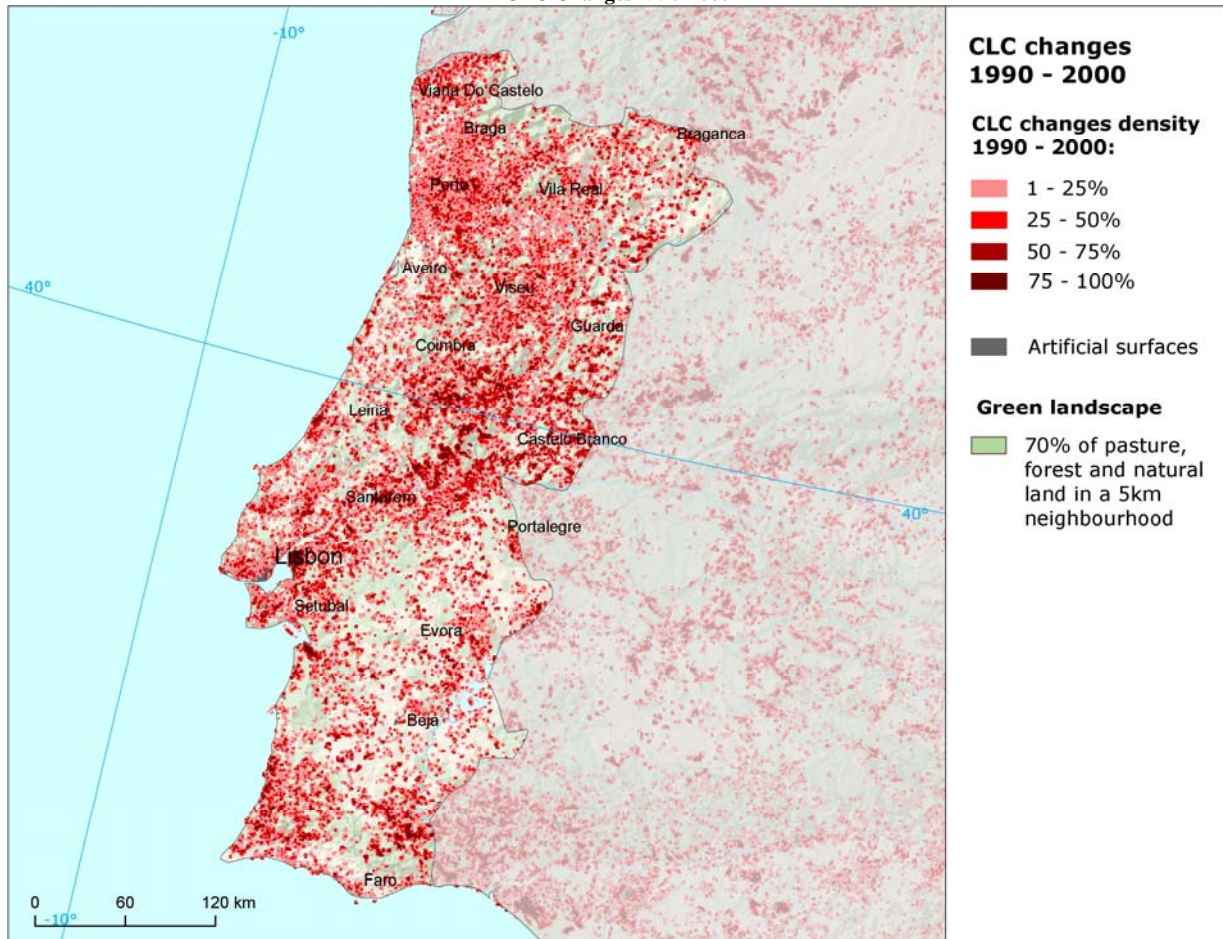 -10°
Viana Do Castelo
Braga
Braganca
Porto
Vila Real
Aveiro
Viseu
40°
Guarda
Coimbra
Leiria
Castelo Branco
Santarem
40°
Portalegre
Lisbon
Setubal
Evora
Beja
Faro
0 60 120 km
-10°
CLC changes
1990 - 2000
CLC changes density
1990 - 2000:
1 - 25%
25 - 50%
50 - 75%
75 - 100%
Artificial surfaces
Green landscape
70% of pasture,
forest and natural
land in a 5km
neighbourhood